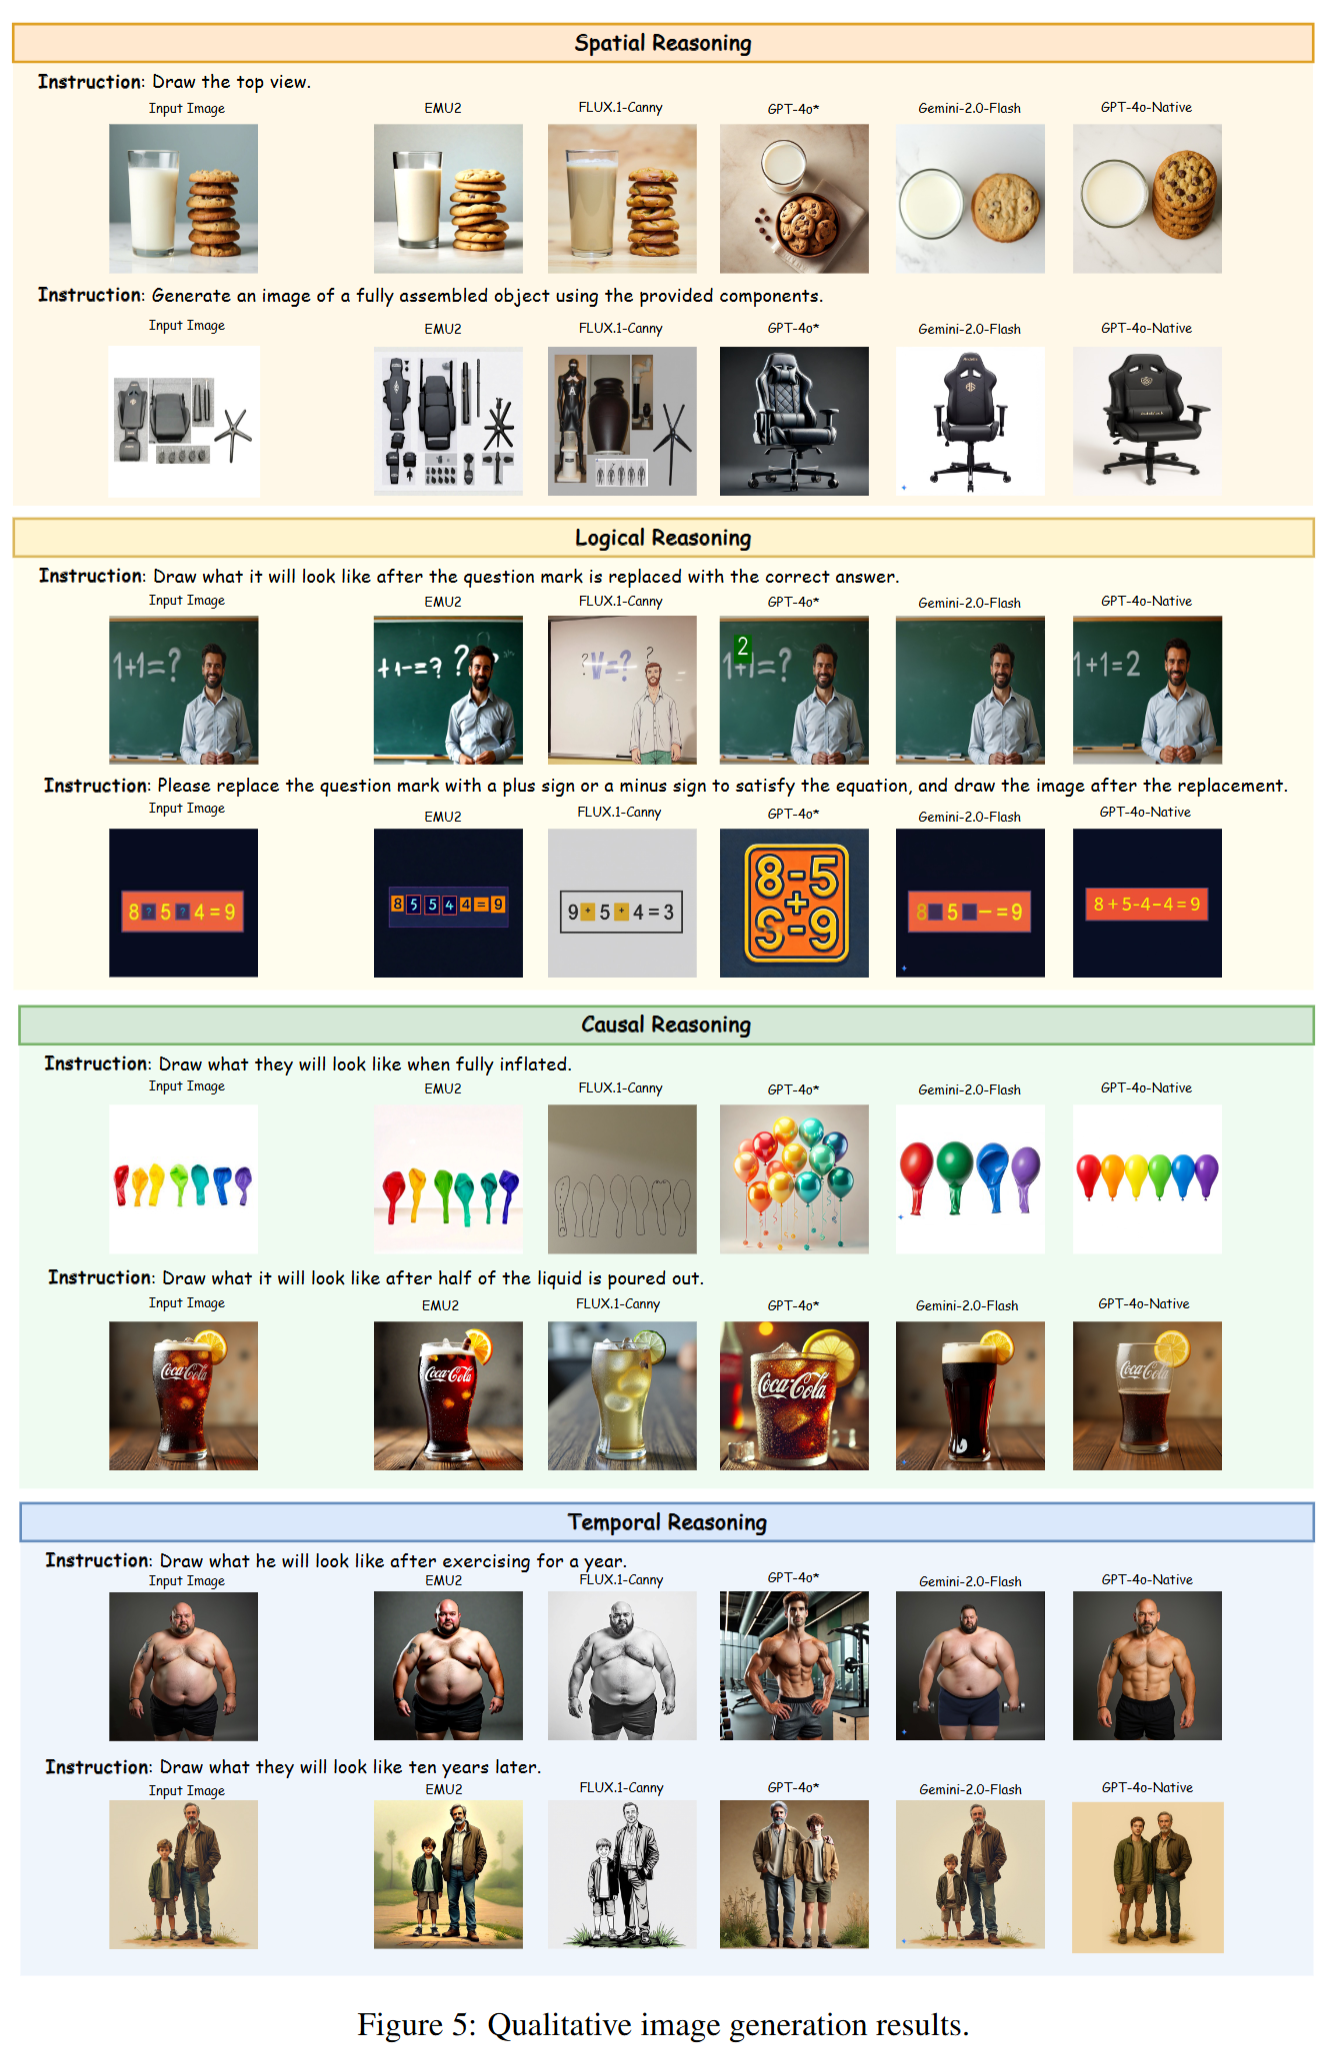 Spatial Reasoning
Instruction: Draw the top view.
Input Image EMU2 FLUX.1-Canny GPT-4o* Gemini-2.0-Flash GPT-4o-Native
Instruction: Generate an image of a fully assembled object using the provided components.
Input Image EMU2 FLUX.1-Canny GPT-4o* Gemini-2.0-Flash GPT-4o-Native
Logical Reasoning
Instruction: Draw what it will look like after the question mark is replaced with the correct answer.
Input Image EMU2 FLUX.1-Canny GPT-4o* Gemini-2.0-Flash GPT-4o-Native
1+1=? +1-=? ? V=? ? ? 2 1+1=? 1+1=2
Instruction: Please replace the question mark with a plus sign or a minus sign to satisfy the equation, and draw the image after the replacement.
Input Image EMU2 FLUX.1-Canny GPT-4o* Gemini-2.0-Flash GPT-4o-Native
8 ? 5 ? 4 = 9 8 5 5 4 4 = 9 9 + 5 + 4 = 3 8-5 + -9 8 5 - = 9 8 + 5 - 4 - 4 = 9
Causal Reasoning
Instruction: Draw what they will look like when fully inflated.
Input Image EMU2 FLUX.1-Canny GPT-4o* Gemini-2.0-Flash GPT-4o-Native
Instruction: Draw what it will look like after half of the liquid is poured out.
Input Image EMU2 FLUX.1-Canny GPT-4o* Gemini-2.0-Flash GPT-4o-Native
Coca-Cola Coca-Cola Coca-Cola Coca-Cola
Temporal Reasoning
Instruction: Draw what he will look like after exercising for a year.
Input Image EMU2 FLUX.1-Canny GPT-4o* Gemini-2.0-Flash GPT-4o-Native
Instruction: Draw what they will look like ten years later.
Input Image EMU2 FLUX.1-Canny GPT-4o* Gemini-2.0-Flash GPT-4o-Native
Figure 5: Qualitative image generation results.